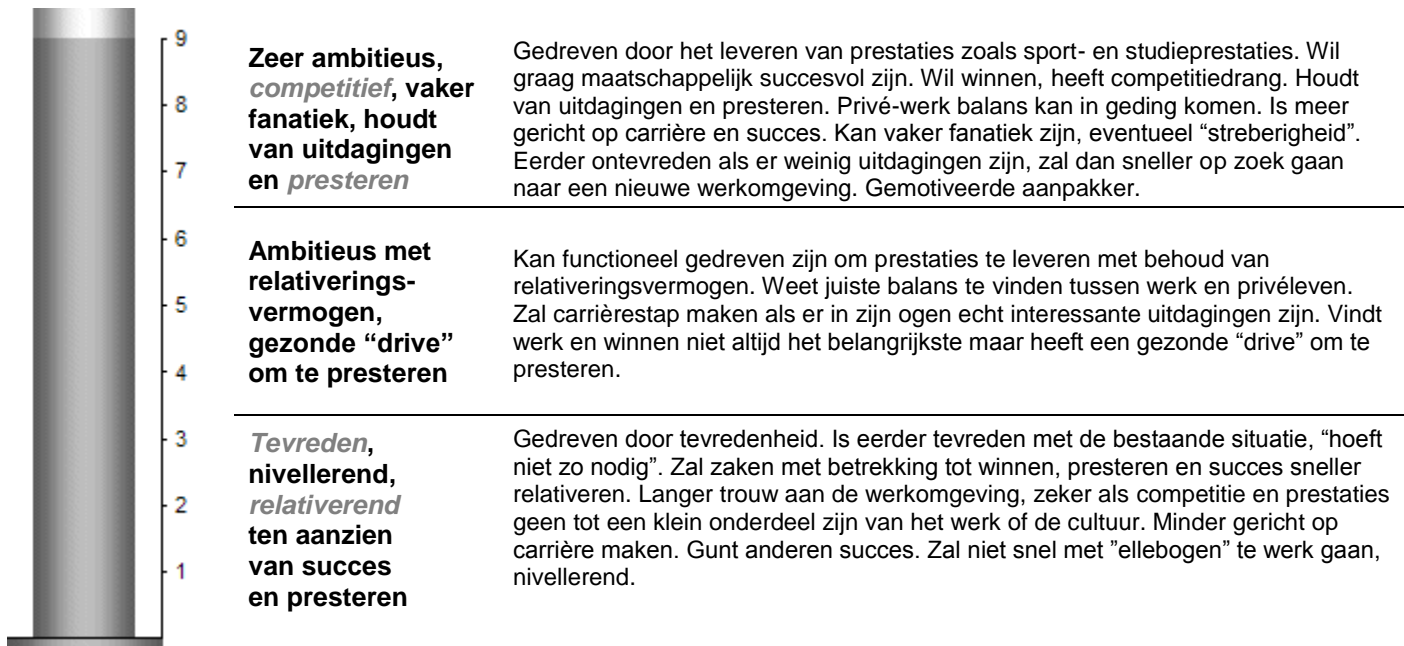 9
8
7
6
5
4
3
2
1
Zeer ambitieus,
competitief, vaker
fanatiek, houdt
van uitdagingen
en presteren
Gedreven door het leveren van prestaties zoals sport- en studieprestaties. Wil
graag maatschappelijk succesvol zijn. Wil winnen, heeft competitiedrang. Houdt
van uitdagingen en presteren. Privé-werk balans kan in geding komen. Is meer
gericht op carrière en succes. Kan vaker fanatiek zijn, eventueel “streberigheid”.
Eerder ontevreden als er weinig uitdagingen zijn, zal dan sneller op zoek gaan
naar een nieuwe werkomgeving. Gemotiveerde aanpakker.
Ambitieus met
relativerings-
vermogen,
gezonde “drive”
om te presteren
Kan functioneel gedreven zijn om prestaties te leveren met behoud van
relativeringsvermogen. Weet juiste balans te vinden tussen werk en privéleven.
Zal carrièrestap maken als er in zijn ogen echt interessante uitdagingen zijn. Vindt
werk en winnen niet altijd het belangrijkste maar heeft een gezonde “drive” om te
presteren.
Tevreden,
nivellerend,
relativerend
ten aanzien
van succes
en presteren
Gedreven door tevredenheid. Is eerder tevreden met de bestaande situatie, “hoeft
niet zo nodig”. Zal zaken met betrekking tot winnen, presteren en succes sneller
relativeren. Langer trouw aan de werkomgeving, zeker als competitie en prestaties
geen tot een klein onderdeel zijn van het werk of de cultuur. Minder gericht op
carrière maken. Gunt anderen succes. Zal niet snel met ”ellebogen” te werk gaan,
nivellerend.